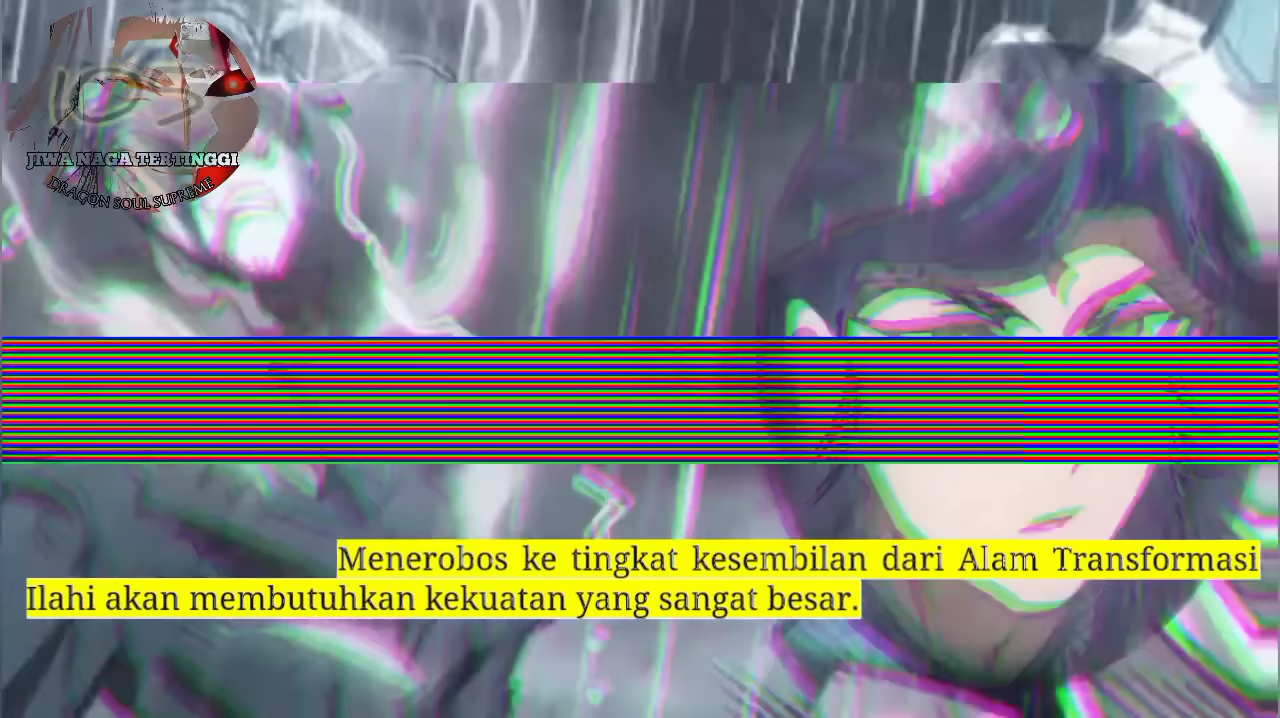 JIWA NAGA TERTINGGI
DRAGON SOUL SUPREME
Menerobos ke tingkat kesembilan dari Alam Transformasi
Ilahi akan membutuhkan kekuatan yang sangat besar.